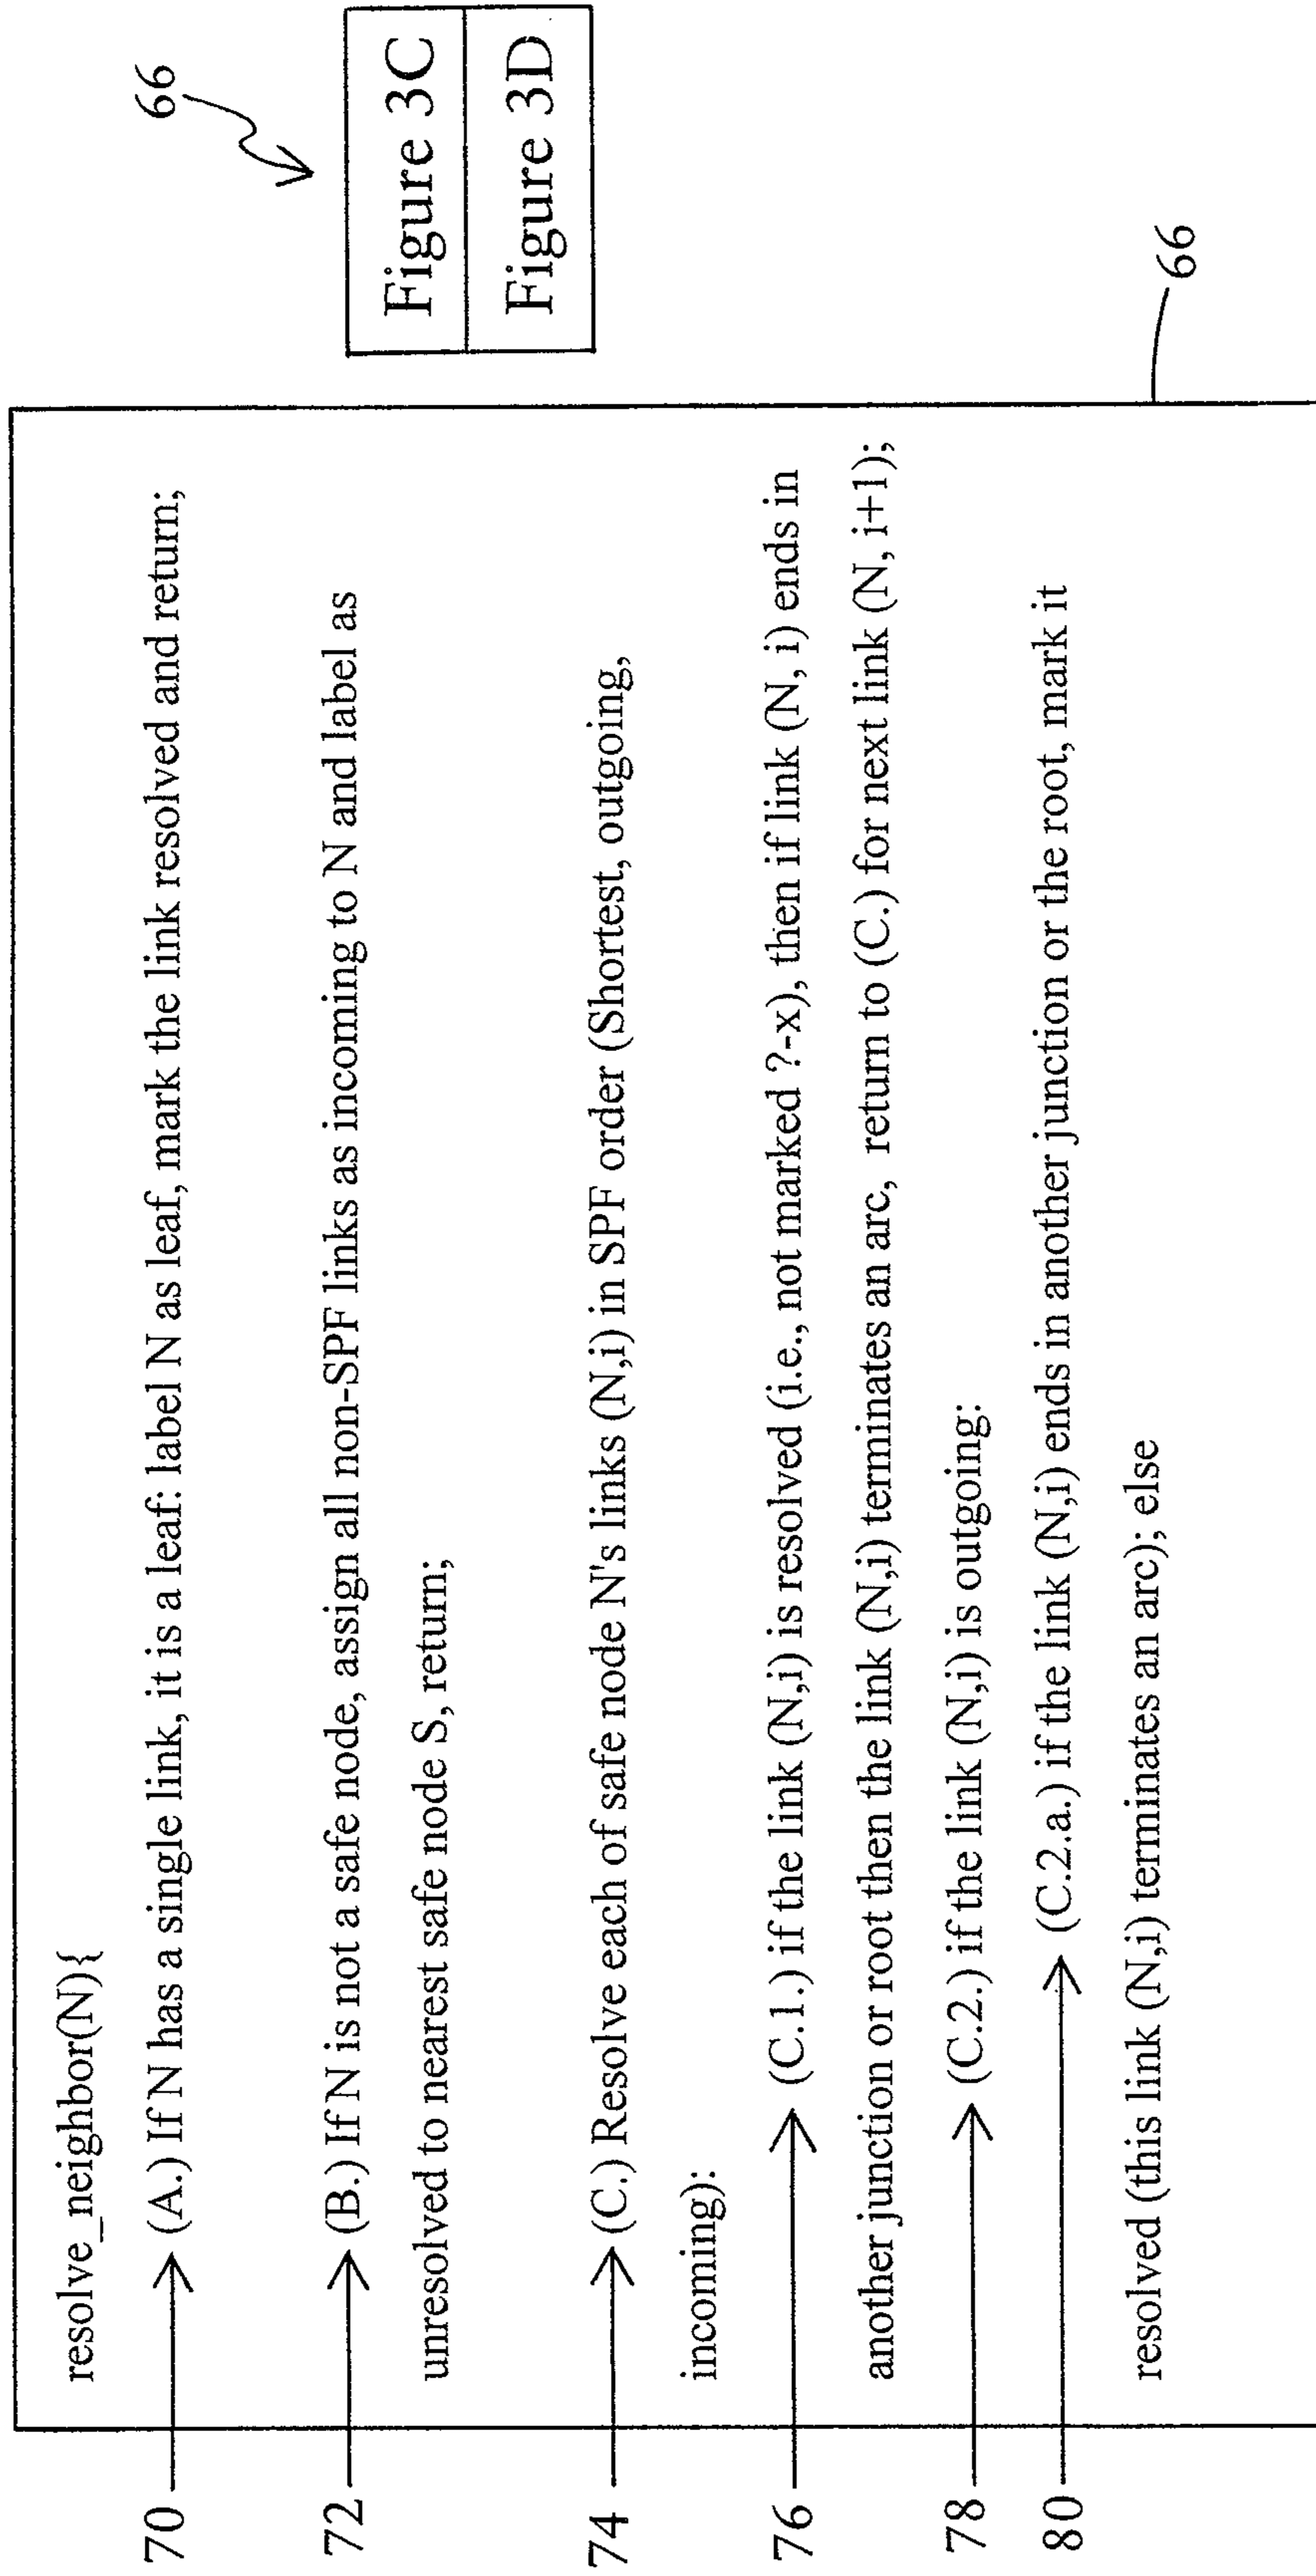 resolve_neighbor(N){
70 (A.) If N has a single link, it is a leaf: label N as leaf, mark the link resolved and return;
72 (B.) If N is not a safe node, assign all non-SPF links as incoming to N and label as
unresolved to nearest safe node S, return;
74 (C.) Resolve each of safe node N's links (N,i) in SPF order (Shortest, outgoing,
incoming):
76 (C.1.) if the link (N,i) is resolved (i.e., not marked ?-x), then if link (N, i) ends in
another junction or root then the link (N,i) terminates an arc, return to (C.) for next link (N, i+1);
78 (C.2.) if the link (N,i) is outgoing:
80 (C.2.a.) if the link (N,i) ends in another junction or the root, mark it
resolved (this link (N,i) terminates an arc); else
66
66
Figure 3C
Figure 3D